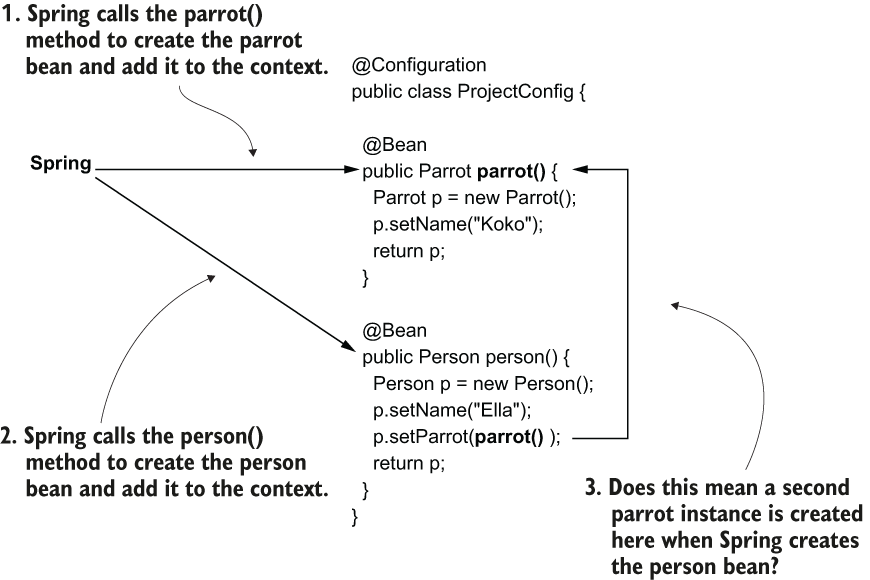 1. Spring calls the parrot()
method to create the parrot
bean and add it to the context.
@Configuration
public class ProjectConfig {
@Bean
Spring
public Parrot parrot() {
Parrot p = new Parrot();
p.setName("Koko");
return p;
}
@Bean
public Person person() {
Person p = new Person();
p.setName("Ella");
p.setParrot(parrot() );
return p;
}
}
2. Spring calls the person()
method to create the person
bean and add it to the context.
3. Does this mean a second
parrot instance is created
here when Spring creates
the person bean?